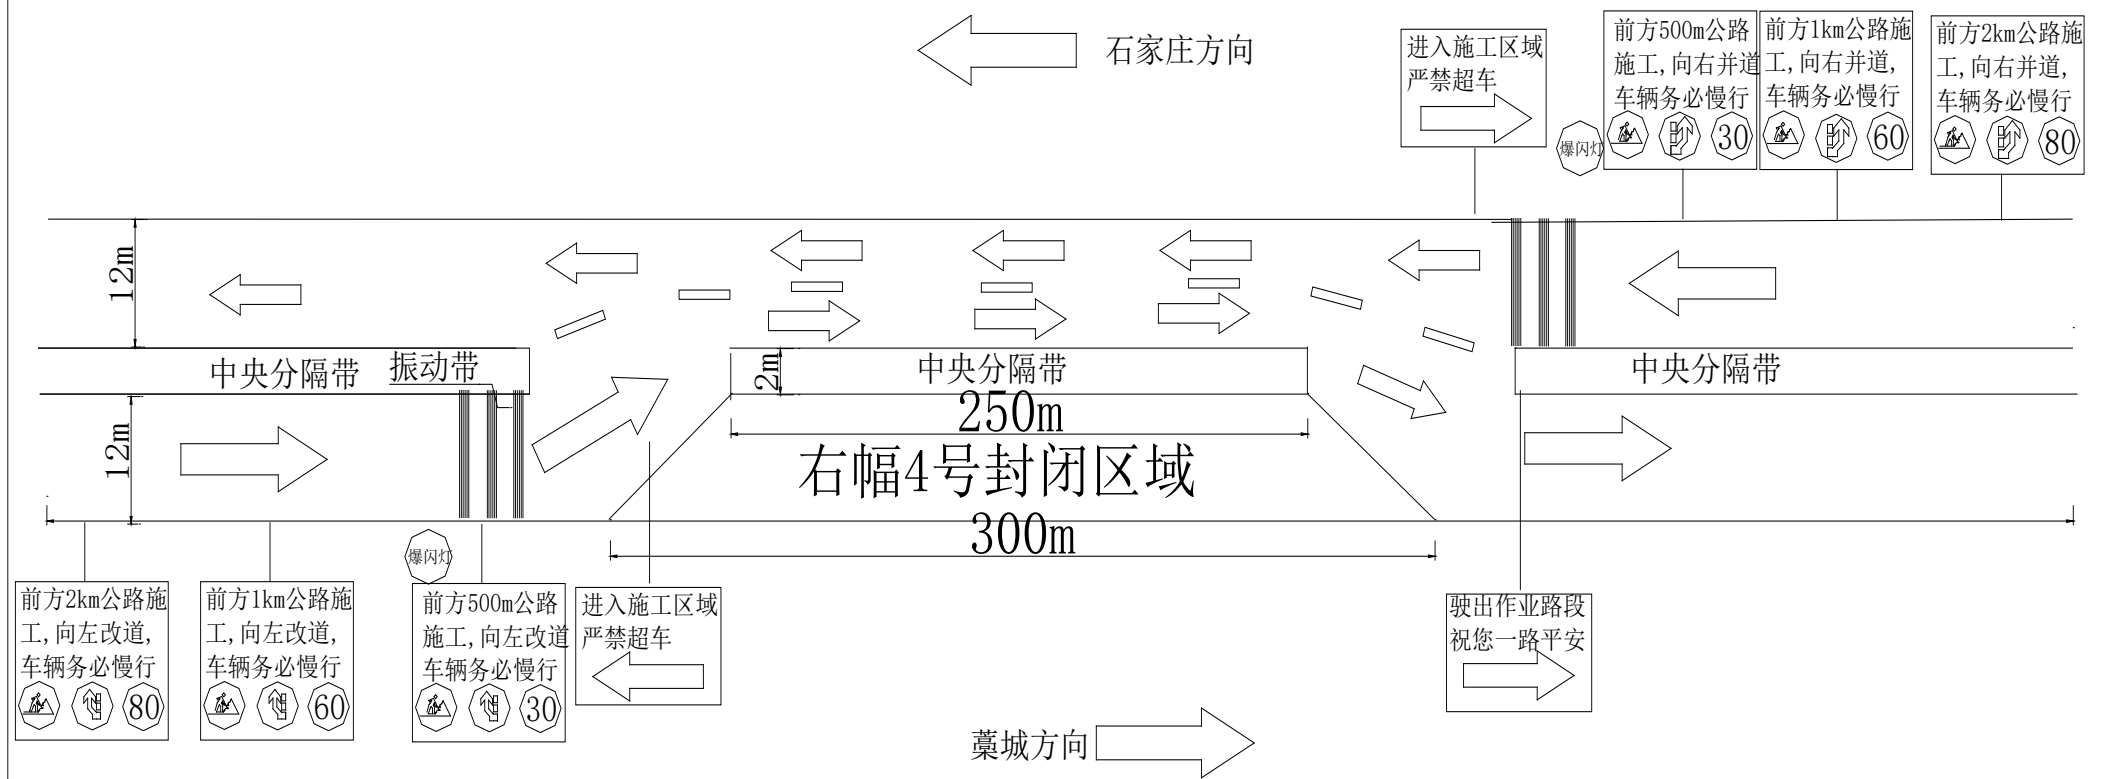 石家庄方向
进入施工区域
严禁超车
爆闪灯
前方500m公路
施工,向右并道
车辆务必慢行
30
前方1km公路施
工,向右并道,
车辆务必慢行
60
前方2km公路施
工,向右并道,
车辆务必慢行
80
12m
中央分隔带
振动带
2m
中央分隔带
中央分隔带
250m
12m
右幅4号封闭区域
300m
前方2km公路施
工,向左改道,
车辆务必慢行
80
前方1km公路施
工,向左改道,
车辆务必慢行
60
爆闪灯
前方500m公路
施工,向左改道
车辆务必慢行
30
进入施工区域
严禁超车
驶出作业路段
祝您一路平安
藁城方向